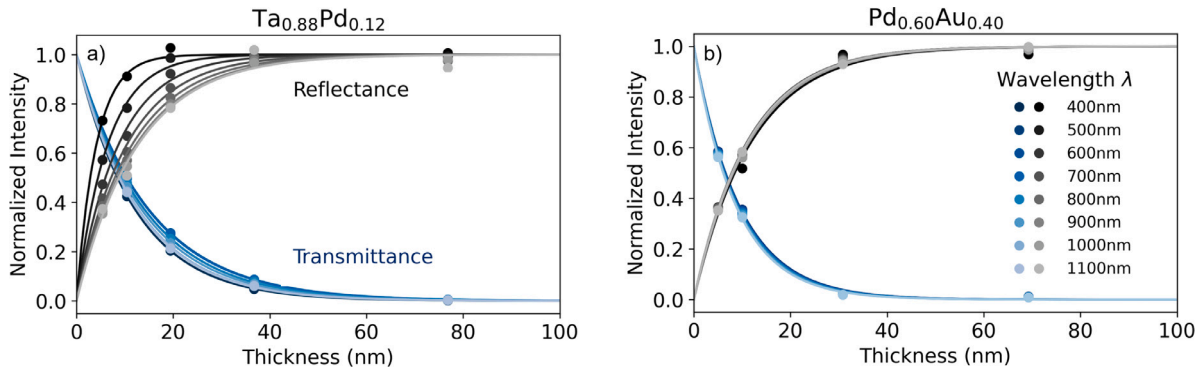 Ta0.88Pd0.12
a)
Reflectance
Transmittance
Normalized Intensity
1.0
0.8
0.6
0.4
0.2
0.0
0 20 40 60 80 100
Thickness (nm)
Pd0.60Au0.40
b)
Wavelength λ
400nm
500nm
600nm
700nm
800nm
900nm
1000nm
1100nm
Normalized Intensity
1.0
0.8
0.6
0.4
0.2
0.0
0 20 40 60 80 100
Thickness (nm)